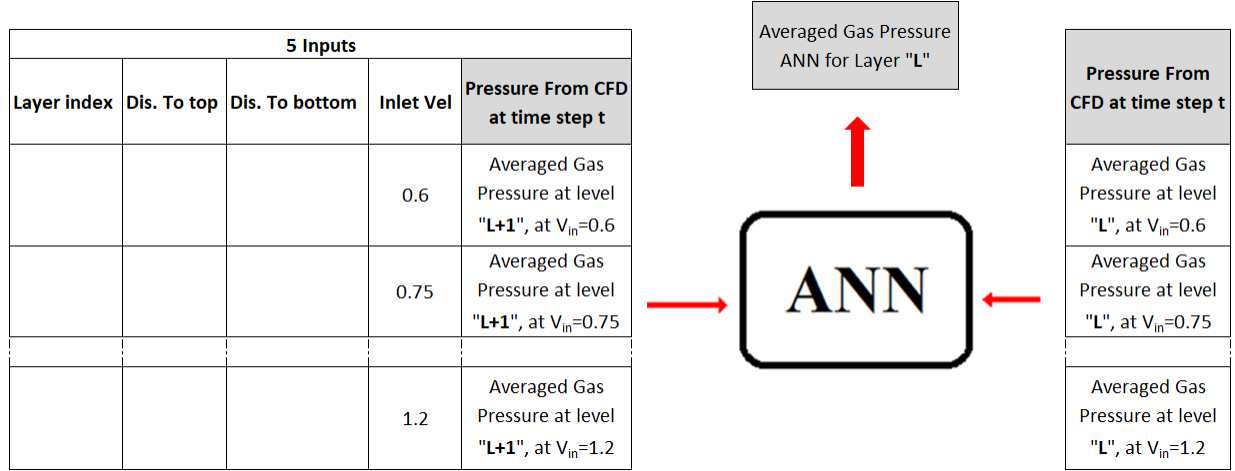 5 Inputs
Layer index
Dis. To top
Dis. To bottom
Inlet Vel
Pressure From CFD
at time step t
0.6
Averaged Gas
Pressure at level
"L+1", at Vin=0.6
0.75
Averaged Gas
Pressure at level
"L+1", at Vin=0.75
1.2
Averaged Gas
Pressure at level
"L+1", at Vin=1.2
Averaged Gas Pressure
ANN for Layer "L"
ANN
Pressure From
CFD at time step t
Averaged Gas
Pressure at level
"L", at Vin=0.6
Averaged Gas
Pressure at level
"L", at Vin=0.75
Averaged Gas
Pressure at level
"L", at Vin=1.2